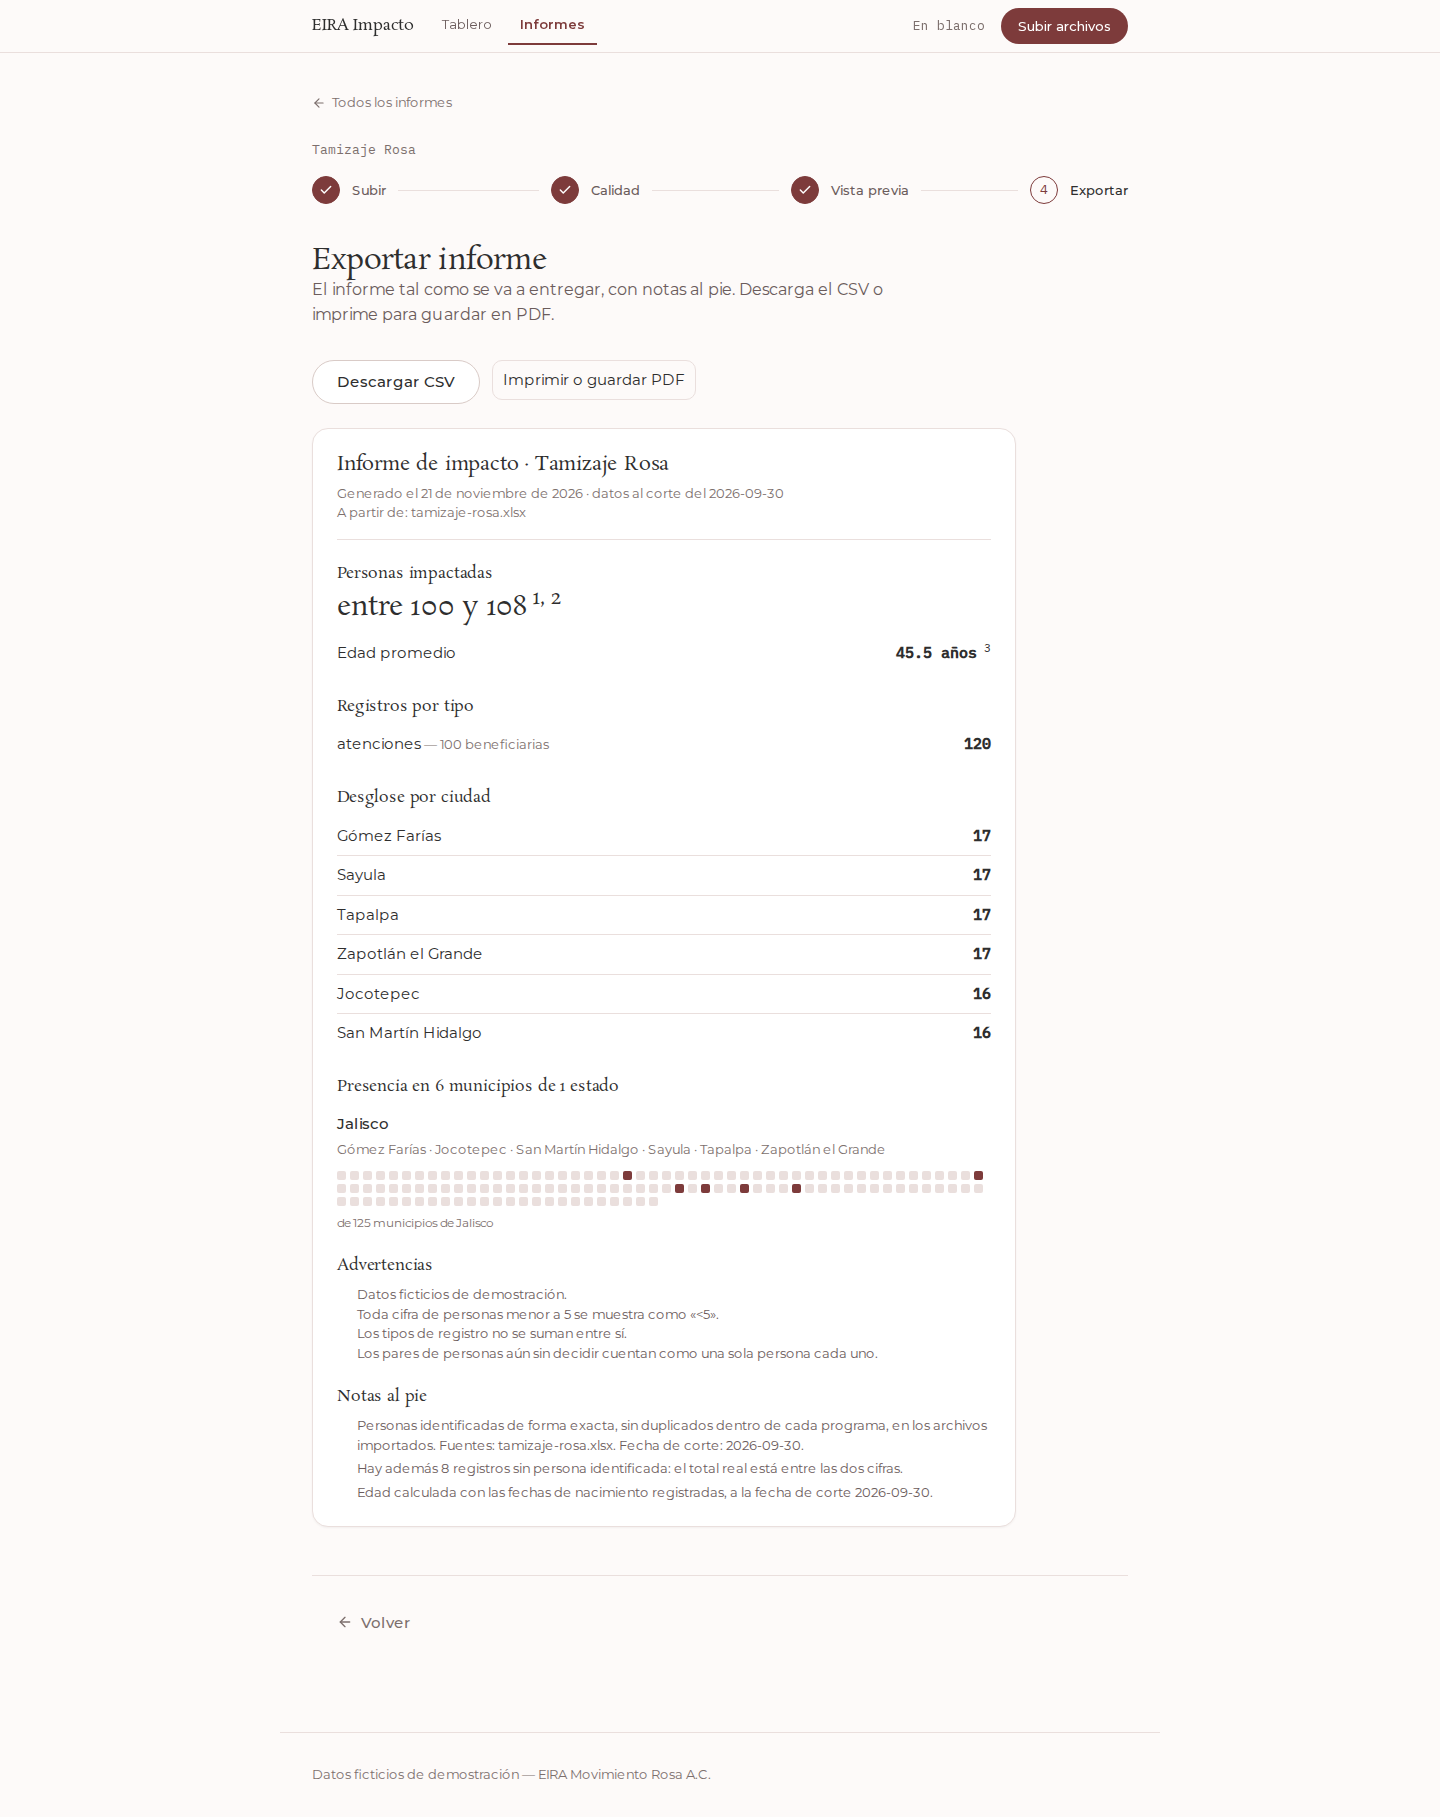 EIRA Impacto
Tablero
Informes
En blanco
Subir archivos
← Todos los informes
Tamizaje Rosa
Subir
Calidad
Vista previa
4 Exportar
Exportar informe
El informe tal como se va a entregar, con notas al pie. Descarga el CSV o
imprime para guardar en PDF.
Descargar CSV
Imprimir o guardar PDF
Informe de impacto · Tamizaje Rosa
Generado el 21 de noviembre de 2026 · datos al corte del 2026-09-30
A partir de: tamizaje-rosa.xlsx
Personas impactadas
entre 100 y 108 1, 2
Edad promedio 45.5 años 3
Registros por tipo
atenciones — 100 beneficiarias 120
Desglose por ciudad
Gómez Farías 17
Sayula 17
Tapalpa 17
Zapotlán el Grande 17
Jocotepec 16
San Martín Hidalgo 16
Presencia en 6 municipios de 1 estado
Jalisco
Gómez Farías · Jocotepec · San Martín Hidalgo · Sayula · Tapalpa · Zapotlán el Grande
de 125 municipios de Jalisco
Advertencias
Datos ficticios de demostración.
Toda cifra de personas menor a 5 se muestra como «<5».
Los tipos de registro no se suman entre sí.
Los pares de personas aún sin decidir cuentan como una sola persona cada uno.
Notas al pie
Personas identificadas de forma exacta, sin duplicados dentro de cada programa, en los archivos
importados. Fuentes: tamizaje-rosa.xlsx. Fecha de corte: 2026-09-30.
Hay además 8 registros sin persona identificada: el total real está entre las dos cifras.
Edad calculada con las fechas de nacimiento registradas, a la fecha de corte 2026-09-30.
← Volver
Datos ficticios de demostración — EIRA Movimiento Rosa A.C.